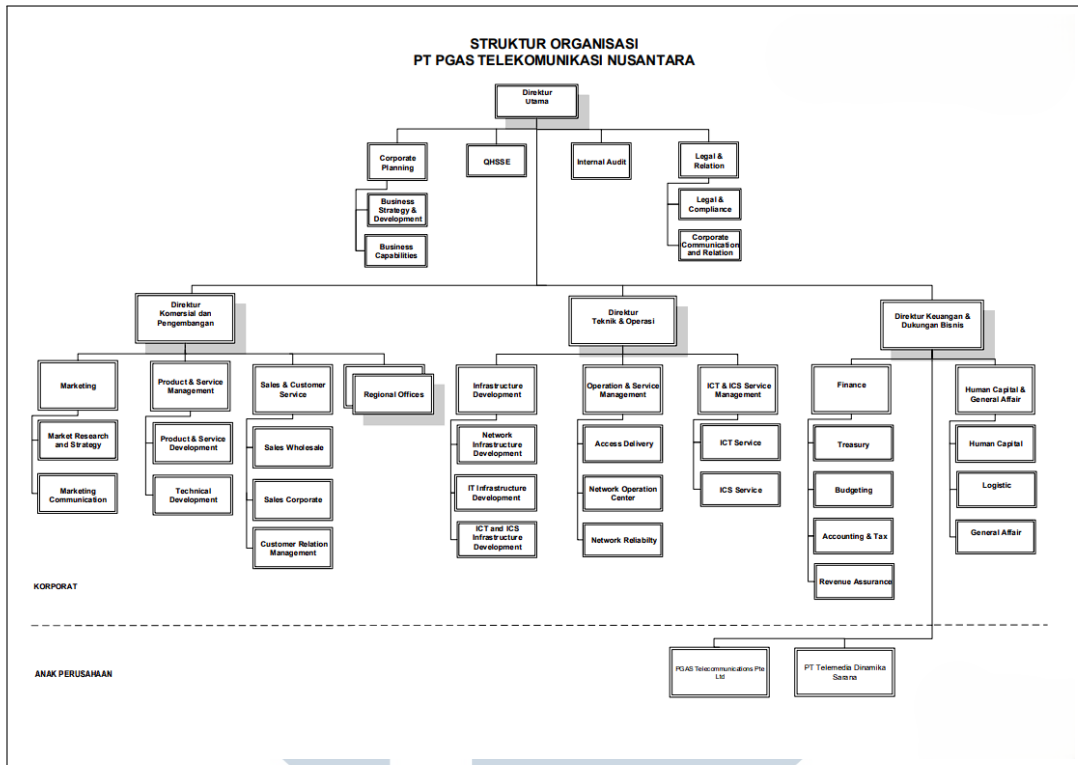 STRUKTUR ORGANISASI
PT PGAS TELEKOMUNIKASI NUSANTARA
Direktur
Utama
Corporate
Planning
QHSSE
Internal Audit
Legal &
Relation
Business
Strategy &
Development
Legal &
Compliance
Business
Capabilities
Corporate
Communication
and Relation
Direktur
Komersial dan
Pengembangan
Direktur
Teknik & Operasi
Direktur Keuangan &
Dukungan Bisnis
Marketing
Product & Service
Management
Sales & Customer
Service
Regional Offices
Infrastructure
Development
Operation & Service
Management
ICT & ICS Service
Management
Finance
Human Capital &
General Affair
Market Research
and Strategy
Product & Service
Development
Sales Wholesale
Network
Infrastructure
Development
Access Delivery
ICT Service
Treasury
Human Capital
Marketing
Communication
Technical
Development
Sales Corporate
IT Infrastructure
Development
Network Operation
Center
ICS Service
Budgeting
Logistic
Customer Relation
Management
ICT and ICS
Infrastructure
Development
Network Reliabilty
Accounting & Tax
General Affair
Revenue Assurance
KORPORAT
ANAK PERUSAHAAN
PGAS Telecommunications Pte
Ltd
PT Telemedia Dinamika
Sarana